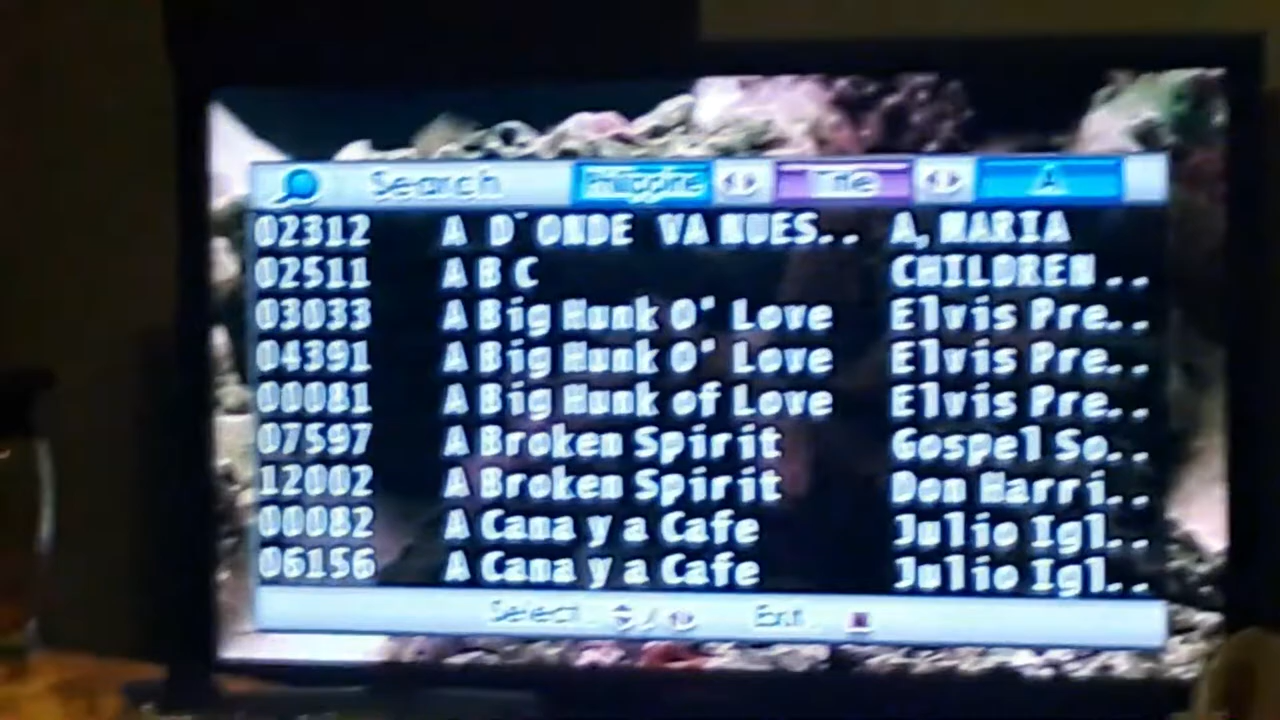 Search Philippine Title A
02312 A D`ONDE VA NUES.. A, MARIA
02511 A B C CHILDREN ..
03033 A Big Hunk O' Love Elvis Pre..
04391 A Big Hunk O' Love Elvis Pre..
00081 A Big Hunk of Love Elvis Pre..
07597 A Broken Spirit Gospel So..
12002 A Broken Spirit Don Harri..
00082 A Cana y a Cafe Julio Igl..
06156 A Cana y a Cafe Julio Igl..
Select / Exit